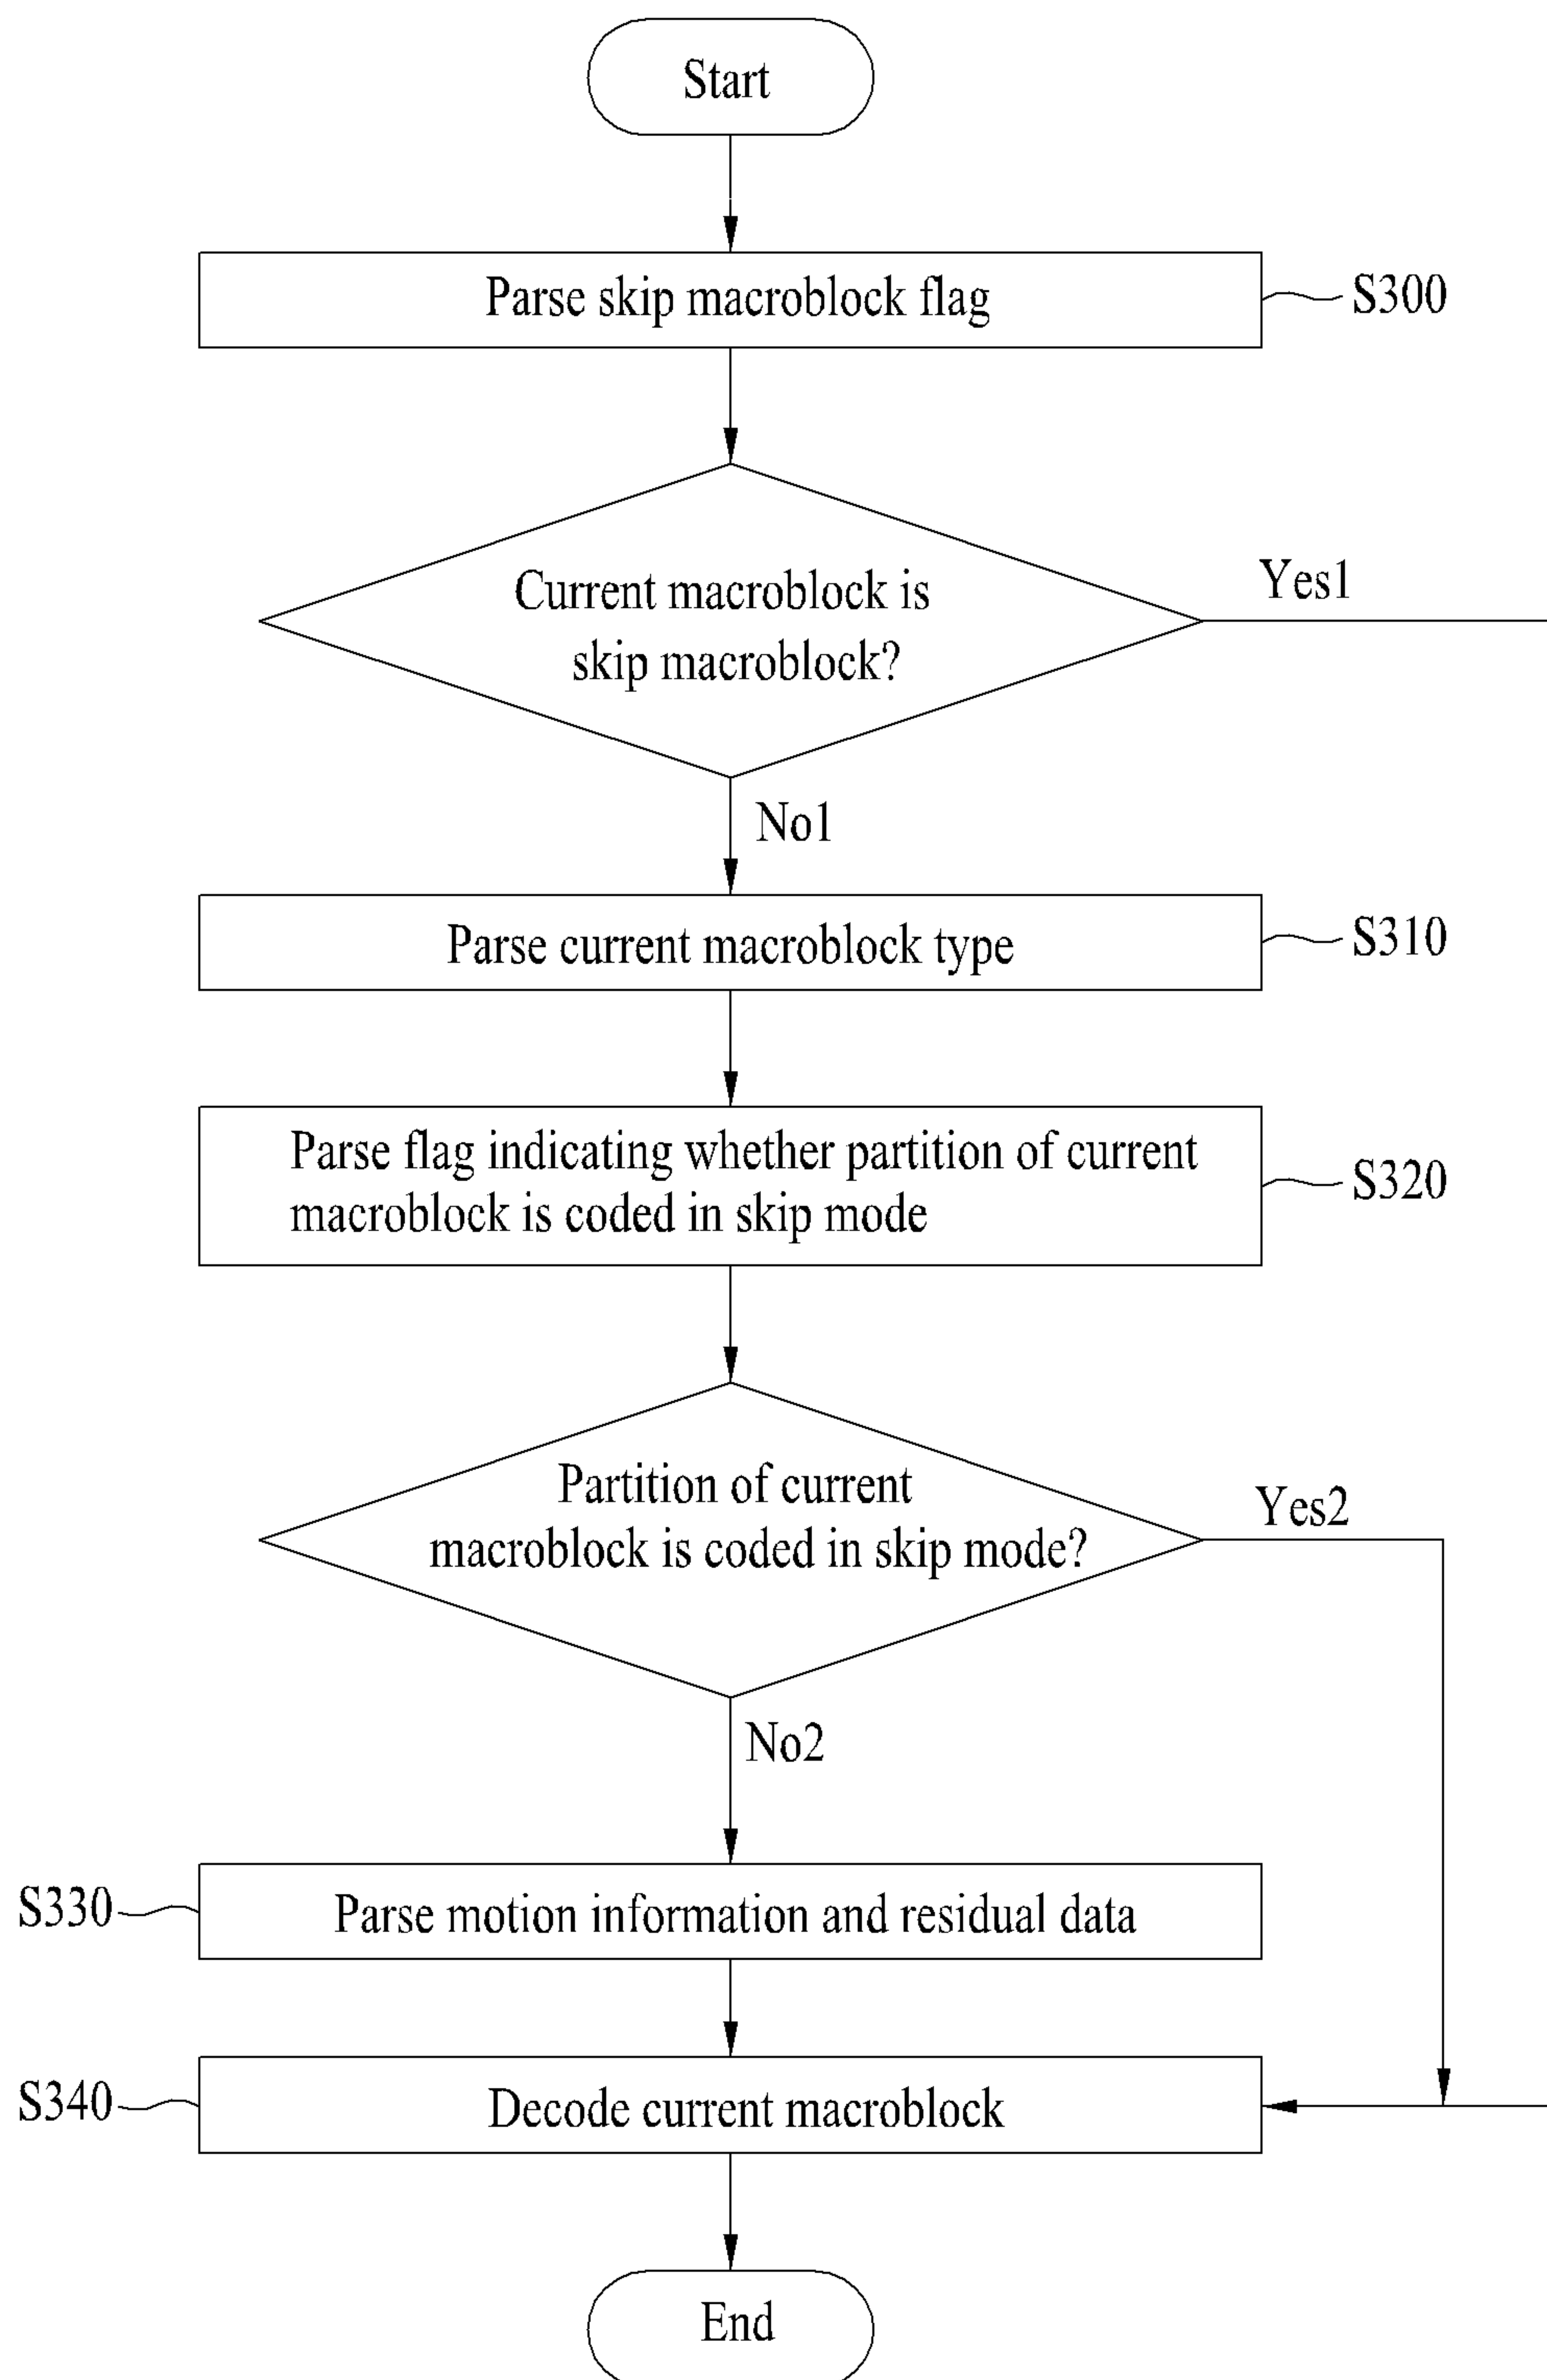 Start
Parse skip macroblock flag
S300
Current macroblock is
skip macroblock?
Yes1
No1
Parse current macroblock type
S310
Parse flag indicating whether partition of current
macroblock is coded in skip mode
S320
Partition of current
macroblock is coded in skip mode?
Yes2
No2
S330
Parse motion information and residual data
S340
Decode current macroblock
End